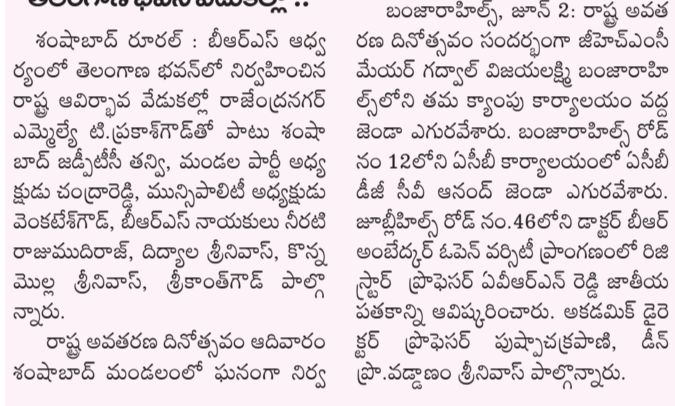 తెలంగాణ భవన్ వేడుకల్లో..
శంషాబాద్ రూరల్ : బీఆర్ఎస్ ఆధ్వ
ర్యంలో తెలంగాణ భవన్‌లో నిర్వహించిన
రాష్ట్ర ఆవిర్భావ వేడుకల్లో రాజేంద్రనగర్
ఎమ్మెల్యే టి.ప్రకాశ్‌గౌడ్‌తో పాటు శంషా
బాద్ జడ్పీటీసీ తన్వి, మండల పార్టీ అధ్య
క్షుడు చంద్రారెడ్డి, మున్సిపాలిటీ అధ్యక్షుడు
వెంకటేశ్‌గౌడ్, బీఆర్ఎస్ నాయకులు నీరటి
రాజుముదిరాజ్, దిద్యాల శ్రీనివాస్, కొన్న
మొల్ల శ్రీనివాస్, శ్రీకాంత్‌గౌడ్ పాల్గొ
న్నారు.
రాష్ట్ర అవతరణ దినోత్సవం ఆదివారం
శంషాబాద్ మండలంలో ఘనంగా నిర్వ
బంజారాహిల్స్, జూన్ 2: రాష్ట్ర అవత
రణ దినోత్సవం సందర్భంగా జీహెచ్ఎంసీ
మేయర్ గద్వాల్ విజయలక్ష్మి బంజారాహి
ల్స్‌లోని తమ క్యాంపు కార్యాలయం వద్ద
జెండా ఎగురవేశారు. బంజారాహిల్స్ రోడ్
నం 12లోని ఏసీబీ కార్యాలయంలో ఏసీబీ
డీజీ సీవీ ఆనంద్ జెండా ఎగురవేశారు.
జూబ్లీహిల్స్ రోడ్ నం.46లోని డాక్టర్ బీఆర్
అంబేద్కర్ ఓపెన్ వర్సిటీ ప్రాంగణంలో రిజి
స్ట్రార్ ప్రొఫెసర్ ఏవీఆర్ఎన్ రెడ్డి జాతీయ
పతకాన్ని ఆవిష్కరించారు. అకడమిక్ డైరె
క్టర్ ప్రొఫెసర్ పుష్పాచక్రపాణి, డీన్
ప్రొ.వడ్డాణం శ్రీనివాస్ పాల్గొన్నారు.